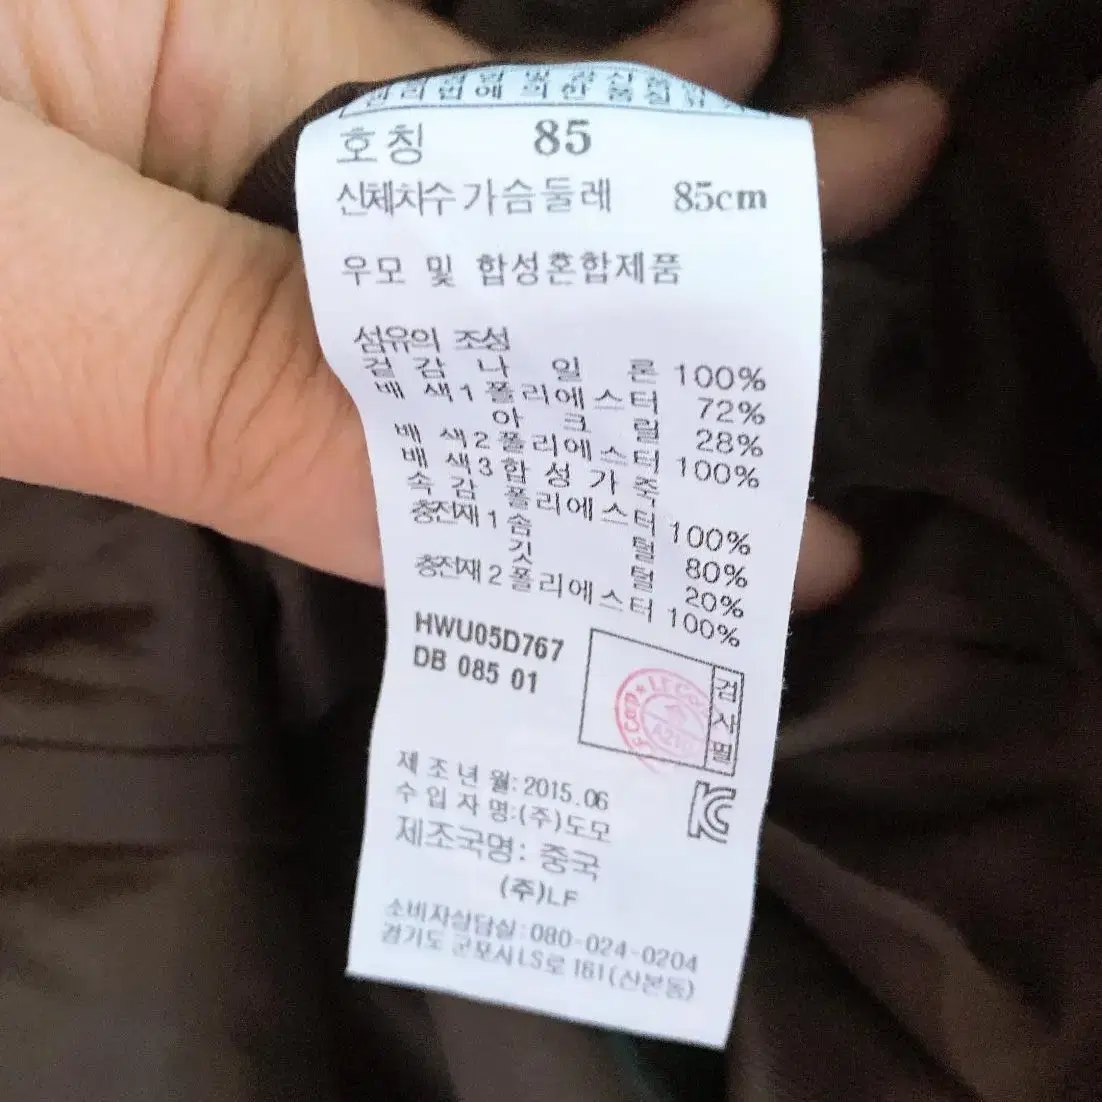 호칭 85
신체치수 가슴둘레 85cm
우모 및 합성혼합제품
섬유의 조성
겉감 나일론 100%
배색1 폴리에스터 72%
아크릴 28%
배색2 폴리에스터 100%
배색3 합성가죽
속감 폴리에스터 100%
충전재1 솜털 80%
깃털 20%
충전재2 폴리에스터 100%
HWU05D767
DB 085 01
검사필
제조년월: 2015.06
수입자명:(주)도모
제조국명: 중국
(주)LF
소비자상담실:080-024-0204
경기도 군포시 LS로 161(산본동)